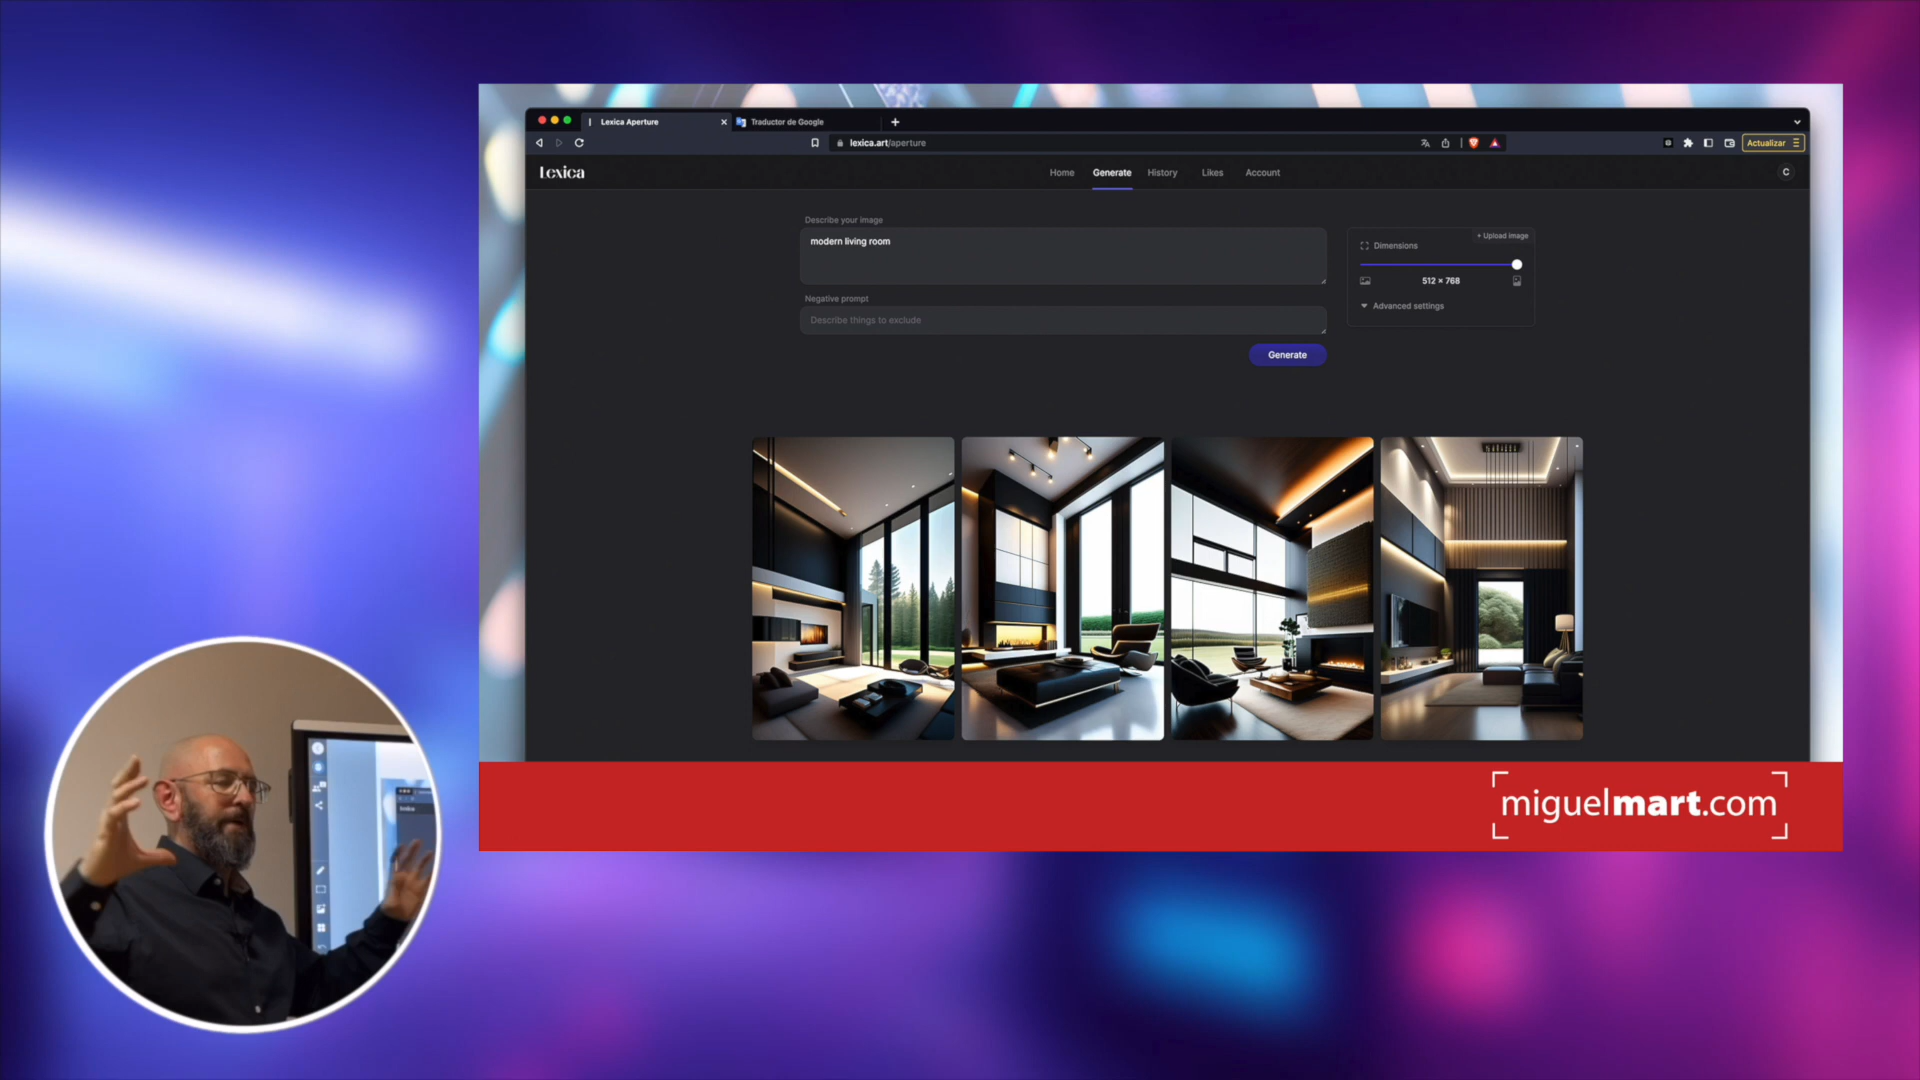 Lexica Aperture
Traductor de Google
lexica.art/aperture
Actualizar
Lexica
Home
Generate
History
Likes
Account
C
Describe your image
modern living room
+ Upload image
Dimensions
512 × 768
Advanced settings
Negative prompt
Describe things to exclude
Generate
miguelmart.com